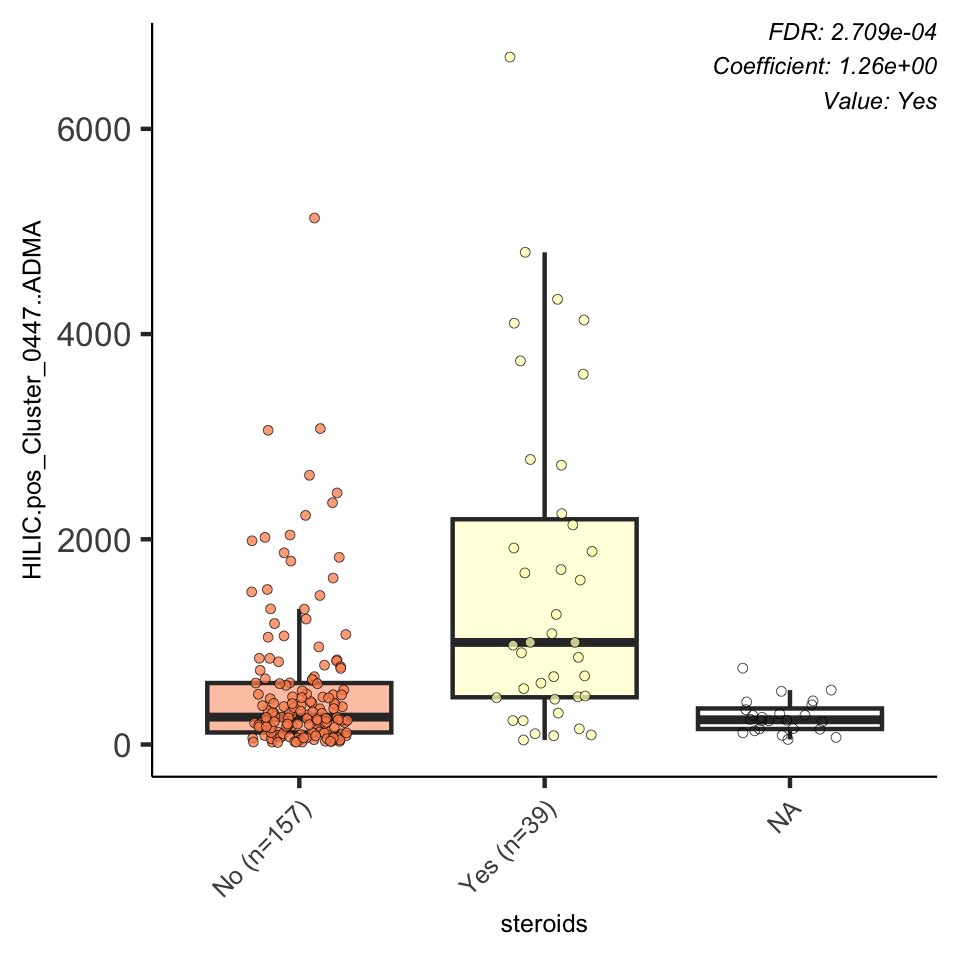 FDR: 2.709e-04
Coefficient: 1.26e+00
Value: Yes
HILIC.pos_Cluster_0447..ADMA
6000
4000
2000
0
No (n=157)
Yes (n=39)
NA
steroids